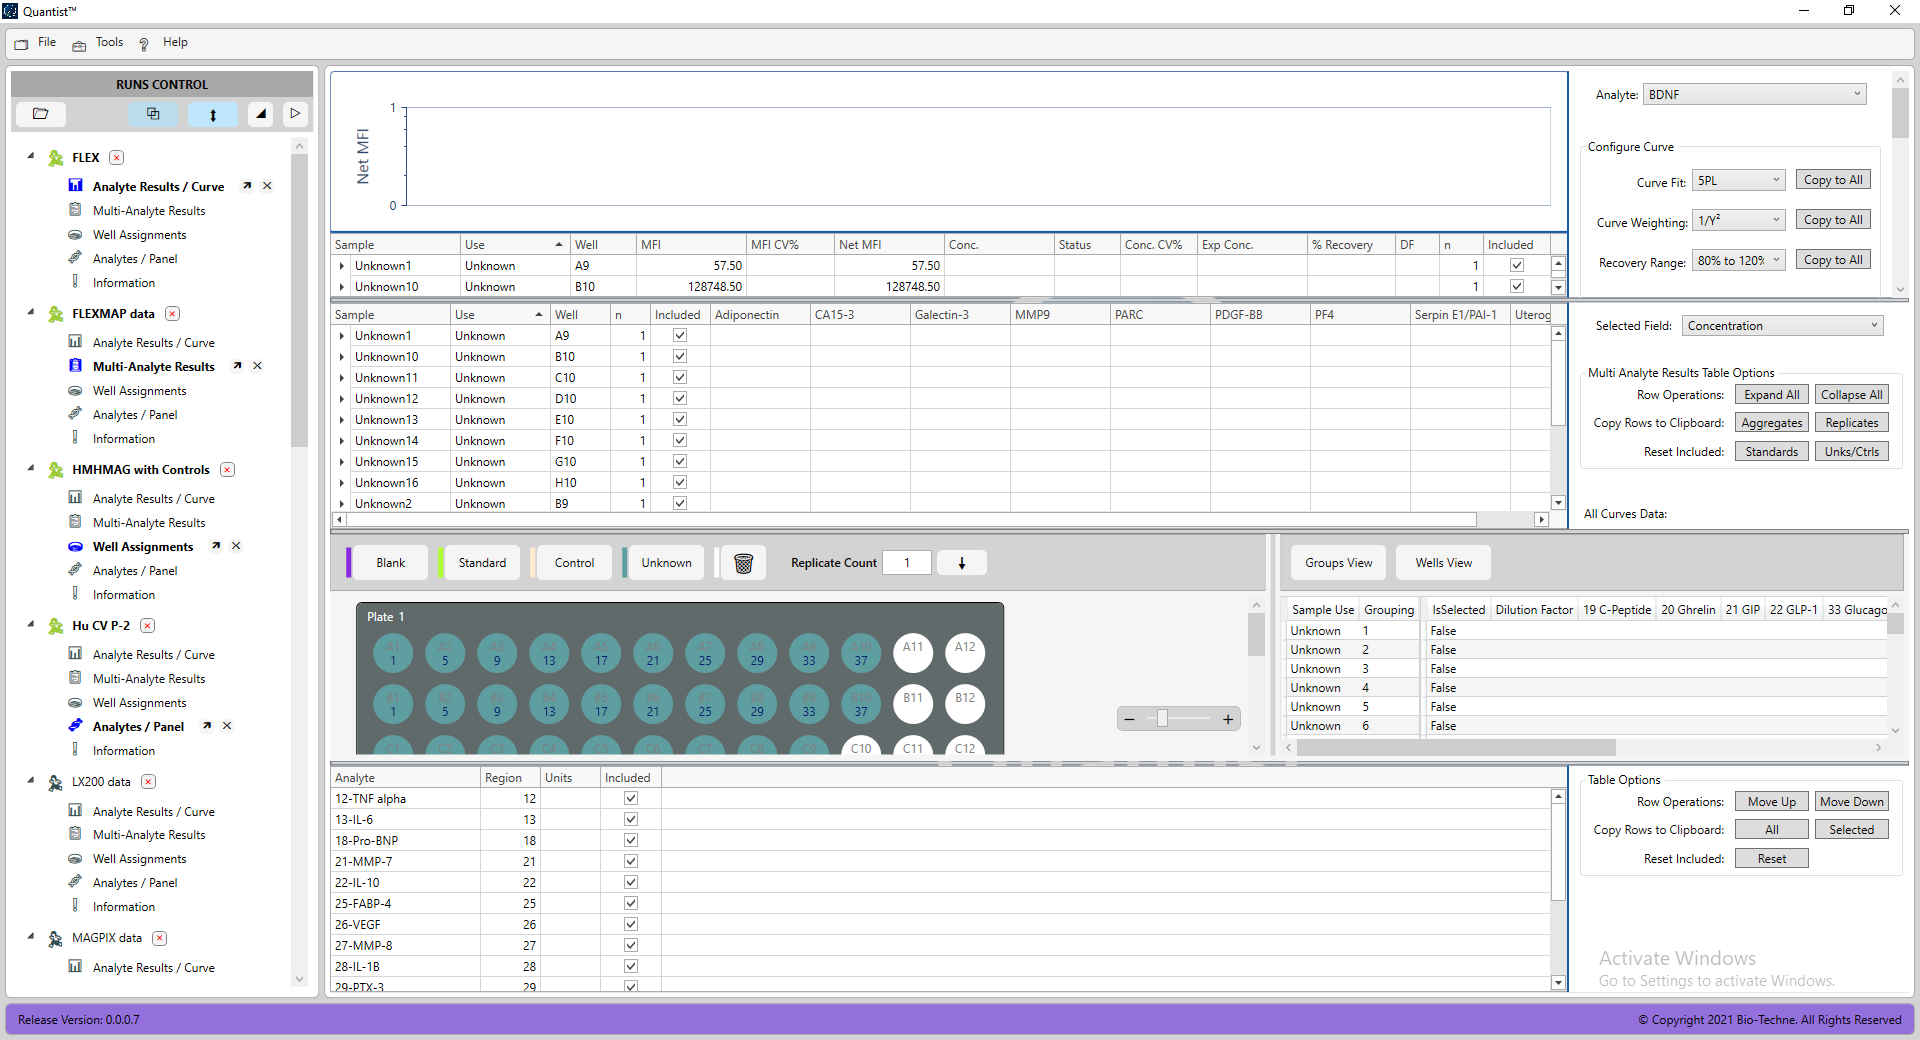 Quantist™
File Tools ? Help
RUNS CONTROL
FLEX
Analyte Results / Curve
Multi-Analyte Results
Well Assignments
Analytes / Panel
Information
FLEXMAP data
Analyte Results / Curve
Multi-Analyte Results
Well Assignments
Analytes / Panel
Information
HMHMAG with Controls
Analyte Results / Curve
Multi-Analyte Results
Well Assignments
Analytes / Panel
Information
Hu CV P-2
Analyte Results / Curve
Multi-Analyte Results
Well Assignments
Analytes / Panel
Information
LX200 data
Analyte Results / Curve
Multi-Analyte Results
Well Assignments
Analytes / Panel
Information
MAGPIX data
Analyte Results / Curve
1
Net MFI
0
Analyte: BDNF
Configure Curve
Curve Fit: 5PL Copy to All
Curve Weighting: 1/Y² Copy to All
Recovery Range: 80% to 120% Copy to All
Sample Use Well MFI MFI CV% Net MFI Conc. Status Conc. CV% Exp Conc. % Recovery DF n Included
Unknown1 Unknown A9 57.50 57.50 1
Unknown10 Unknown B10 128748.50 128748.50 1
Sample Use Well n Included Adiponectin CA15-3 Galectin-3 MMP9 PARC PDGF-BB PF4 Serpin E1/PAI-1 Uterog
Unknown1 Unknown A9 1
Unknown10 Unknown B10 1
Unknown11 Unknown C10 1
Unknown12 Unknown D10 1
Unknown13 Unknown E10 1
Unknown14 Unknown F10 1
Unknown15 Unknown G10 1
Unknown16 Unknown H10 1
Unknown2 Unknown B9 1
Selected Field: Concentration
Multi Analyte Results Table Options
Row Operations: Expand All Collapse All
Copy Rows to Clipboard: Aggregates Replicates
Reset Included: Standards Unks/Ctrls
All Curves Data:
Blank Standard Control Unknown Replicate Count 1
Plate 1
A1 A2 A3 A4 A5 A6 A7 A8 A9 A10 A11 A12
1 5 9 13 17 21 25 29 33 37
B1 B2 B3 B4 B5 B6 B7 B8 B9 B10 B11 B12
1 5 9 13 17 21 25 29 33 37
C1 C2 C3 C4 C5 C6 C7 C8 C9 C10 C11 C12
Groups View Wells View
Sample Use Grouping IsSelected Dilution Factor 19 C-Peptide 20 Ghrelin 21 GIP 22 GLP-1 33 Glucago
Unknown 1 False
Unknown 2 False
Unknown 3 False
Unknown 4 False
Unknown 5 False
Unknown 6 False
Analyte Region Units Included
12-TNF alpha 12
13-IL-6 13
18-Pro-BNP 18
21-MMP-7 21
22-IL-10 22
25-FABP-4 25
26-VEGF 26
27-MMP-8 27
28-IL-1B 28
29-PTX-3 29
Table Options
Row Operations: Move Up Move Down
Copy Rows to Clipboard: All Selected
Reset Included: Reset
Activate Windows
Go to Settings to activate Windows.
Release Version: 0.0.0.7
© Copyright 2021 Bio-Techne. All Rights Reserved